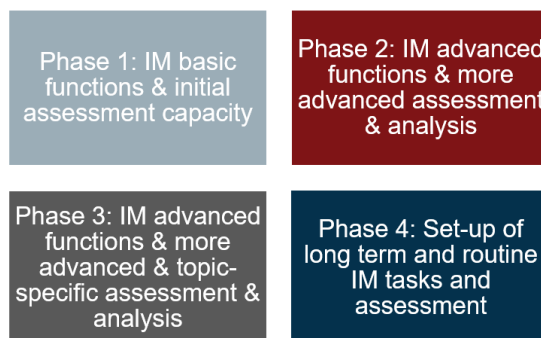 Phase 1: IM basic
functions & initial
assessment capacity
Phase 2: IM advanced
functions & more
advanced assessment
& analysis
Phase 3: IM advanced
functions & more
advanced & topic-
specific assessment &
analysis
Phase 4: Set-up of
long term and routine
IM tasks and
assessment